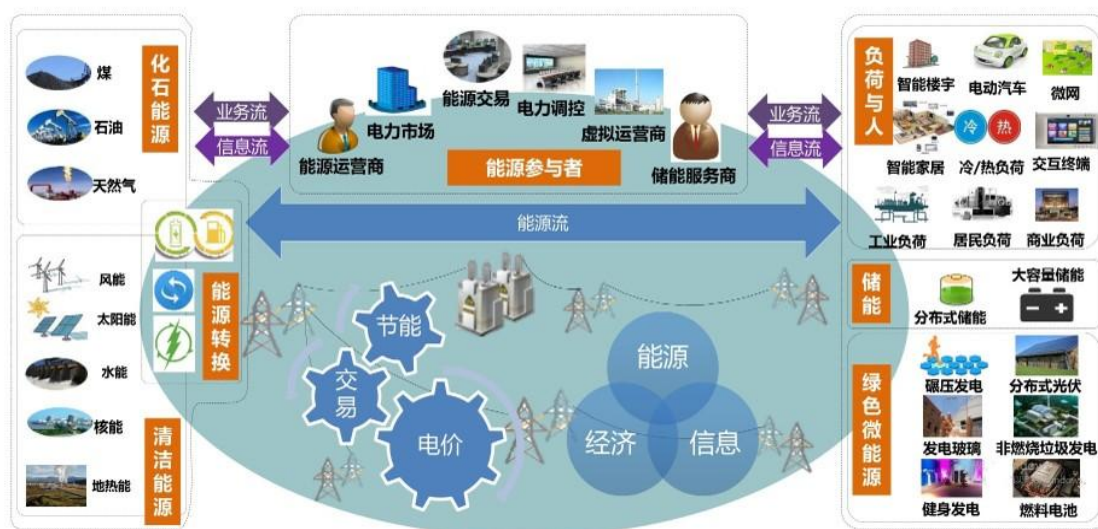 化石能源
煤
石油
天然气
业务流
信息流
能源运营商
电力市场
能源交易
电力调控
虚拟运营商
储能服务商
能源参与者
业务流
信息流
负荷与人
智能楼宇
电动汽车
微网
智能家居
冷
热
冷/热负荷
交互终端
工业负荷
居民负荷
商业负荷
能源流
能源转换
清洁能源
风能
太阳能
水能
核能
地热能
节能
交易
电价
能源
经济
信息
储能
分布式储能
大容量储能
绿色微能源
碾压发电
分布式光伏
发电玻璃
非燃烧垃圾发电
健身发电
燃料电池